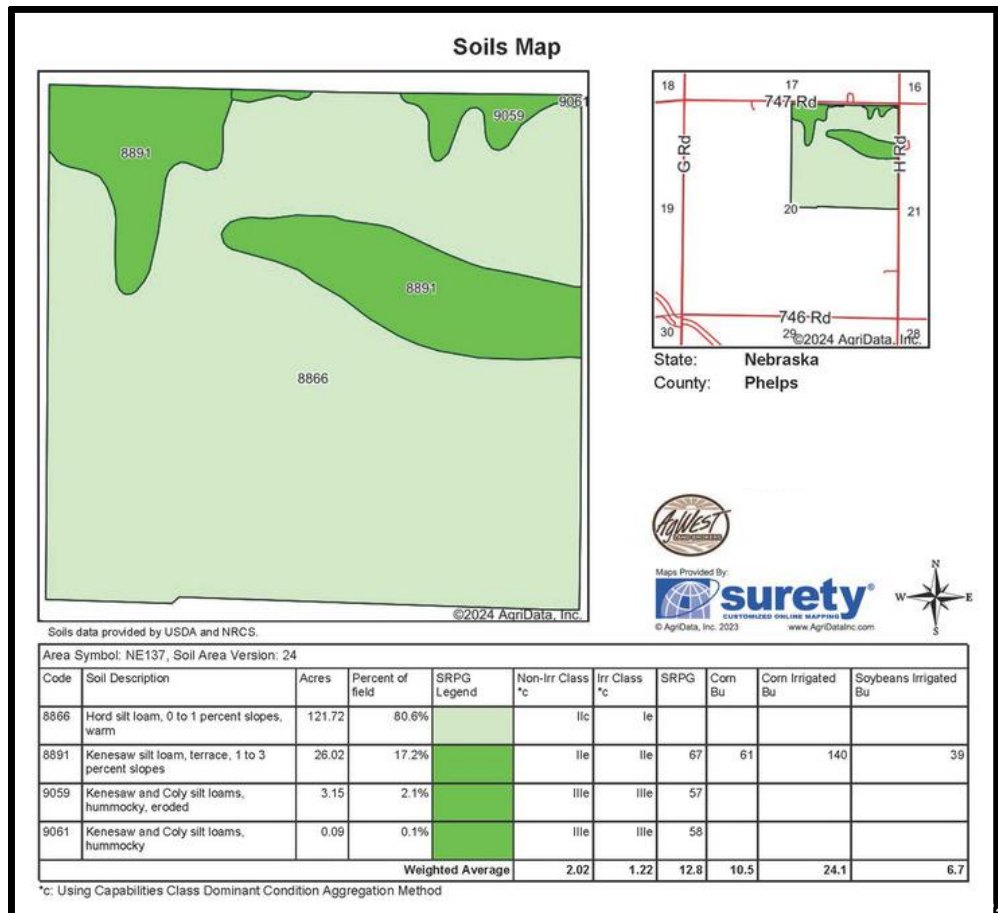 Soils Map
8891
9059
9061
8891
8866
©2024 AgriData, Inc.
Soils data provided by USDA and NRCS.
18
17
16
747 Rd
G Rd
H Rd
19
20
21
746 Rd
30
29
28
©2024 AgriData, Inc.
State: Nebraska
County: Phelps
AgWest
LAND BROKERS
Maps Provided By:
surety®
CUSTOMIZED ONLINE MAPPING
© AgriData, Inc. 2023 www.AgriDataInc.com
N
W E
S
Area Symbol: NE137, Soil Area Version: 24
Code Soil Description Acres Percent of field SRPG Legend Non-Irr Class *c Irr Class *c SRPG Corn Bu Corn Irrigated Bu Soybeans Irrigated Bu
8866 Hord silt loam, 0 to 1 percent slopes, warm 121.72 80.6% IIc Ie
8891 Kenesaw silt loam, terrace, 1 to 3 percent slopes 26.02 17.2% IIe IIe 67 61 140 39
9059 Kenesaw and Coly silt loams, hummocky, eroded 3.15 2.1% IIIe IIIe 57
9061 Kenesaw and Coly silt loams, hummocky 0.09 0.1% IIIe IIIe 58
Weighted Average 2.02 1.22 12.8 10.5 24.1 6.7
*c: Using Capabilities Class Dominant Condition Aggregation Method